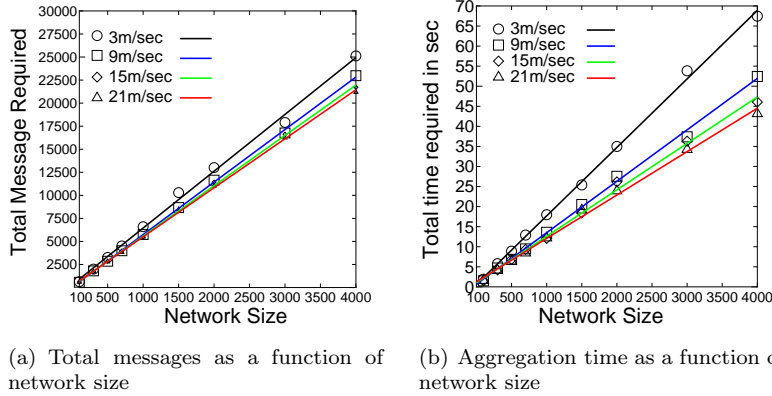 Total Message Required
30000
27500
25000
22500
20000
17500
15000
12500
10000
7500
5000
2500
3m/sec
9m/sec
15m/sec
21m/sec
100 500 1000 1500 2000 2500 3000 3500 4000
Network Size
(a) Total messages as a function of
network size
Total time required in sec
70
65
60
55
50
45
40
35
30
25
20
15
10
5
0
3m/sec
9m/sec
15m/sec
21m/sec
100 500 1000 1500 2000 2500 3000 3500 4000
Network Size
(b) Aggregation time as a function o
network size